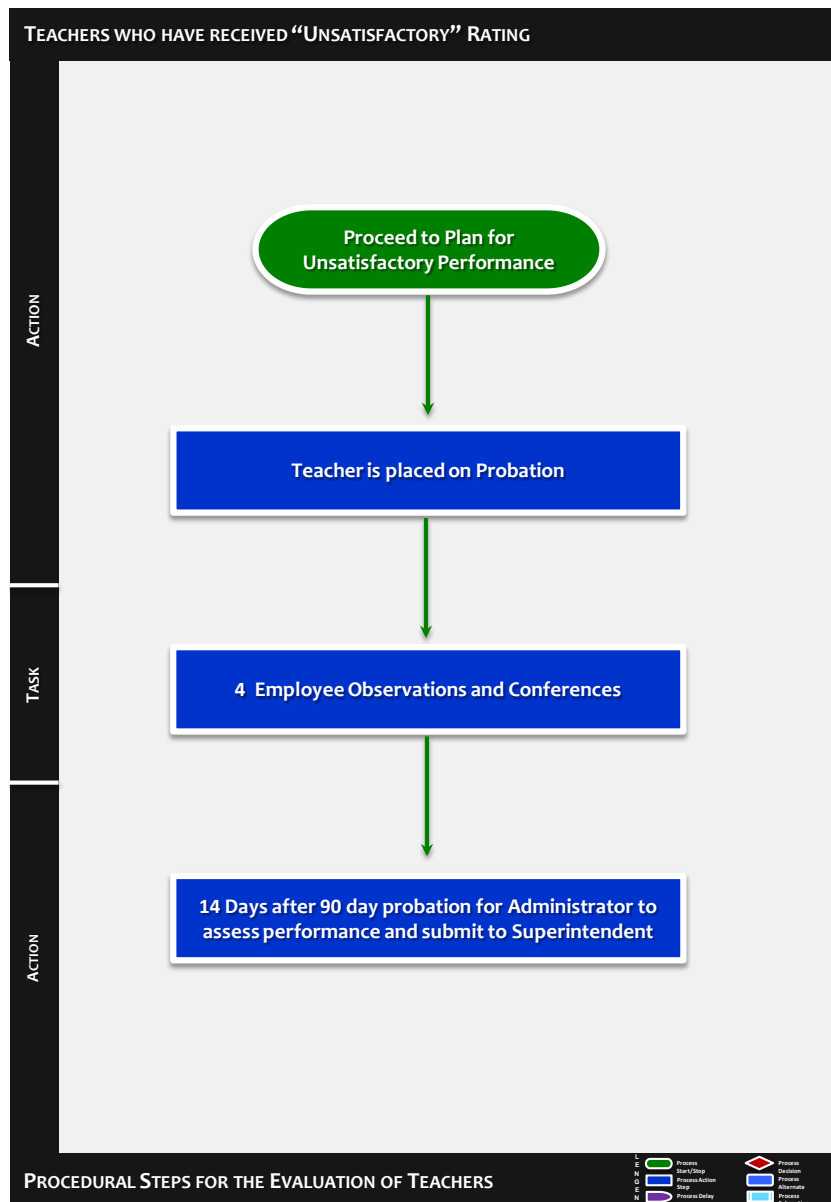 TEACHERS WHO HAVE RECEIVED “UNSATISFACTORY” RATING
ACTION
Proceed to Plan for
Unsatisfactory Performance
Teacher is placed on Probation
TASK
4 Employee Observations and Conferences
ACTION
14 Days after 90 day probation for Administrator to
assess performance and submit to Superintendent
PROCEDURAL STEPS FOR THE EVALUATION OF TEACHERS
L
E
N
G
E
N
Process
Start/Stop
Process Action
Step
Process Delay
Process
Decision
Process
Alternate
Process